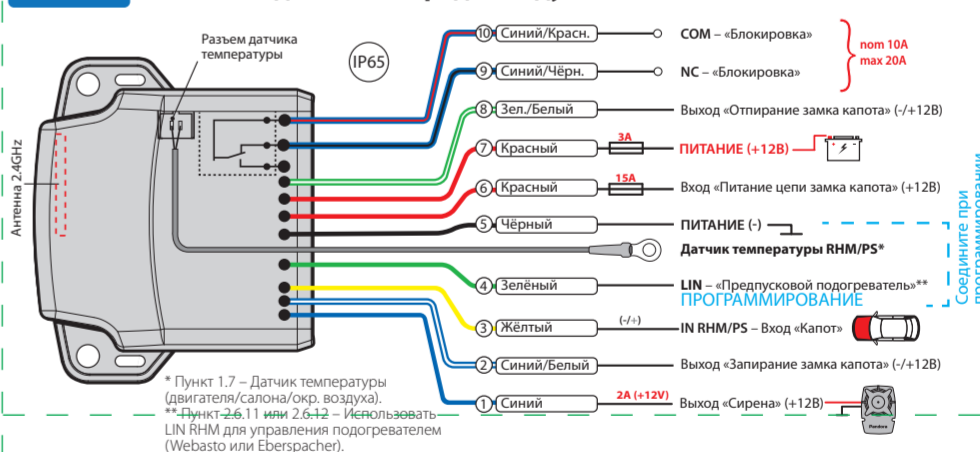 Разъем датчика
температуры
IP65
Антенна 2.4GHz
10 Синий/Красн. COM – «Блокировка»
nom 10A
max 20A
9 Синий/Чёрн. NC – «Блокировка»
8 Зел./Белый Выход «Отпирание замка капота» (-/+12В)
7 Красный 3A ПИТАНИЕ (+12В)
6 Красный 15A Вход «Питание цепи замка капота» (+12В)
5 Чёрный ПИТАНИЕ (-)
Датчик температуры RHM/PS*
4 Зелёный LIN – «Предпусковой подогреватель»**
ПРОГРАММИРОВАНИЕ
Соедините при
программировании
3 Жёлтый (-/+) IN RHM/PS – Вход «Капот»
2 Синий/Белый Выход «Запирание замка капота» (-/+12В)
1 Синий 2A (+12V) Выход «Сирена» (+12В)
Pandora
* Пункт 1.7 – Датчик температуры
(двигателя/салона/окр. воздуха).
** Пункт 2.6.11 или 2.6.12 – Использовать
LIN RHM для управления подогревателем
(Webasto или Eberspacher).